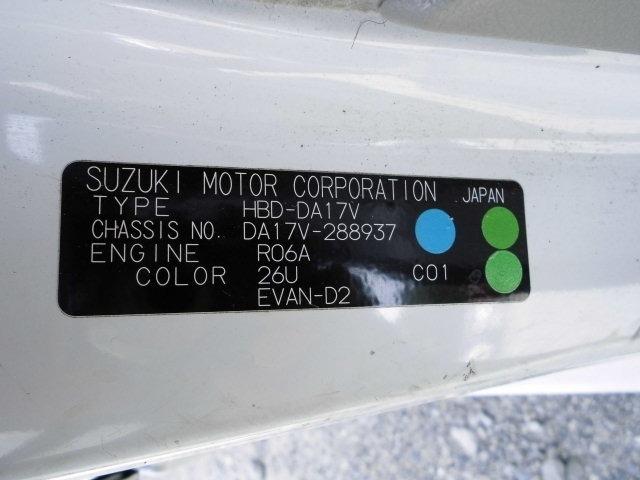 SUZUKI MOTOR CORPORATION JAPAN
TYPE HBD-DA17V
CHASSIS NO. DA17V-288937
ENGINE R06A
COLOR 26U C01
EVAN-D2